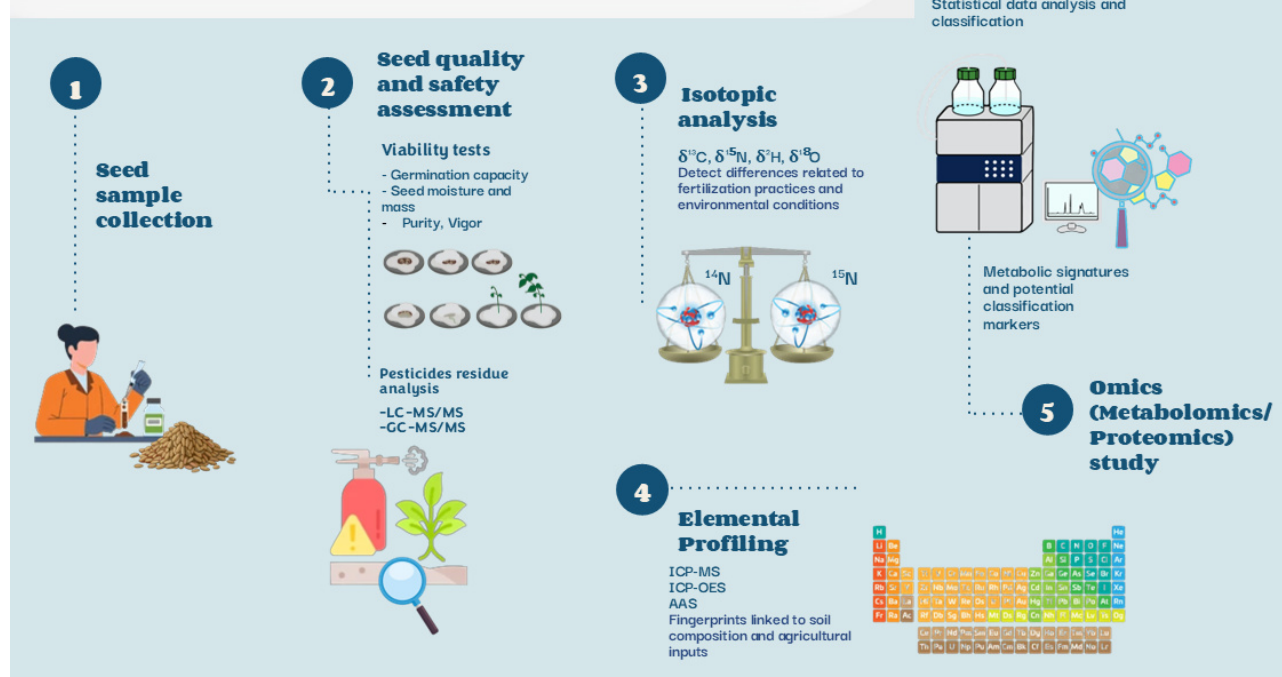 Statistical data analysis and
classification
1
Seed
sample
collection
2
Seed quality
and safety
assessment
Viability tests
- Germination capacity
- Seed moisture and
mass
- Purity, Vigor
Pesticides residue
analysis
-LC-MS/MS
-GC-MS/MS
3
Isotopic
analysis
δ¹³C, δ¹⁵N, δ²H, δ¹⁸O
Detect differences related to
fertilization practices and
environmental conditions
¹⁴N
¹⁵N
4
Elemental
Profiling
ICP-MS
ICP-OES
AAS
Fingerprints linked to soil
composition and agricultural
inputs
Metabolic signatures
and potential
classification
markers
5
Omics
(Metabolomics/
Proteomics)
study